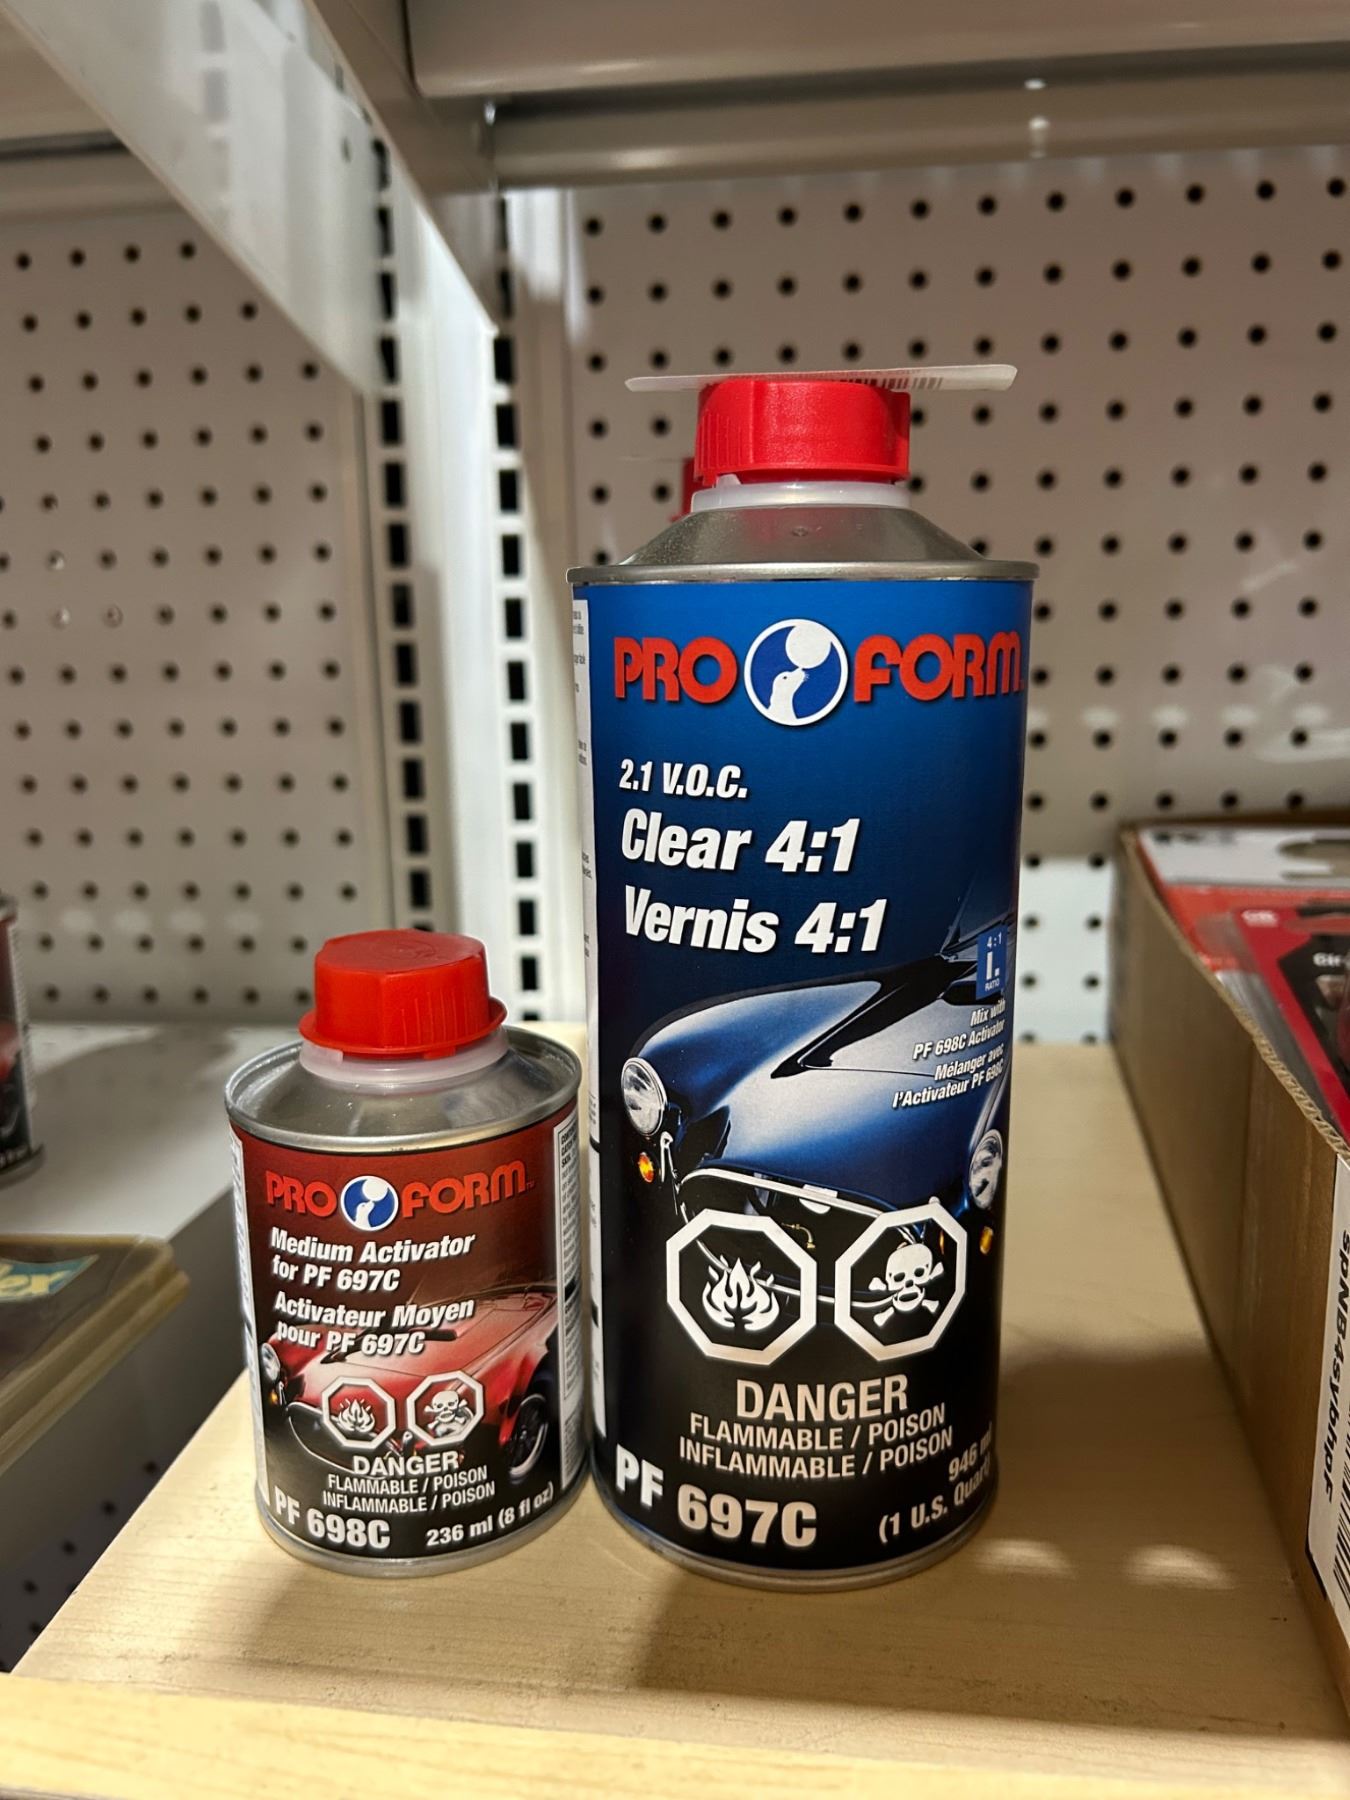 PRO FORM
2.1 V.O.C.
Clear 4:1
Vernis 4:1
4:1
RATIO
Mix with
PF 698C Activator
Mélanger avec
l'Activateur PF 698C
DANGER
FLAMMABLE / POISON
INFLAMMABLE / POISON
PF 697C
946 ml
(1 U.S. Quart)
PRO FORM
Medium Activator
for PF 697C
Activateur Moyen
pour PF 697C
DANGER
FLAMMABLE / POISON
INFLAMMABLE / POISON
PF 698C
236 ml (8 fl oz)